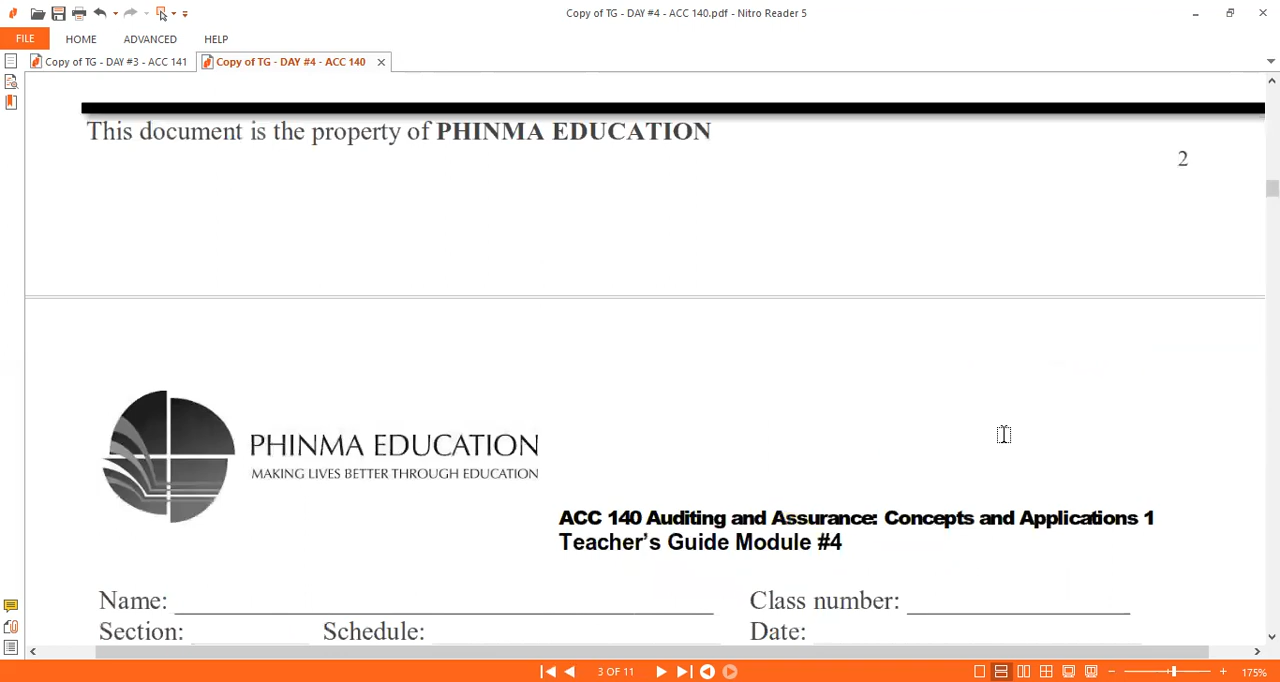 Copy of TG - DAY #4 - ACC 140.pdf - Nitro Reader 5
FILE HOME ADVANCED HELP
Copy of TG - DAY #3 - ACC 141 Copy of TG - DAY #4 - ACC 140
This document is the property of PHINMA EDUCATION
2
PHINMA EDUCATION
MAKING LIVES BETTER THROUGH EDUCATION
ACC 140 Auditing and Assurance: Concepts and Applications 1
Teacher’s Guide Module #4
Name: Class number:
Section: Schedule: Date:
3 OF 11 175%